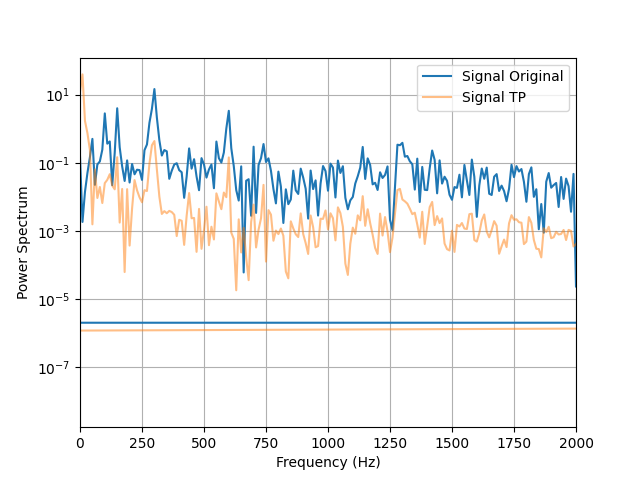 Signal Original
Signal TP
Power Spectrum
10^1
10^-1
10^-3
10^-5
10^-7
0 250 500 750 1000 1250 1500 1750 2000
Frequency (Hz)